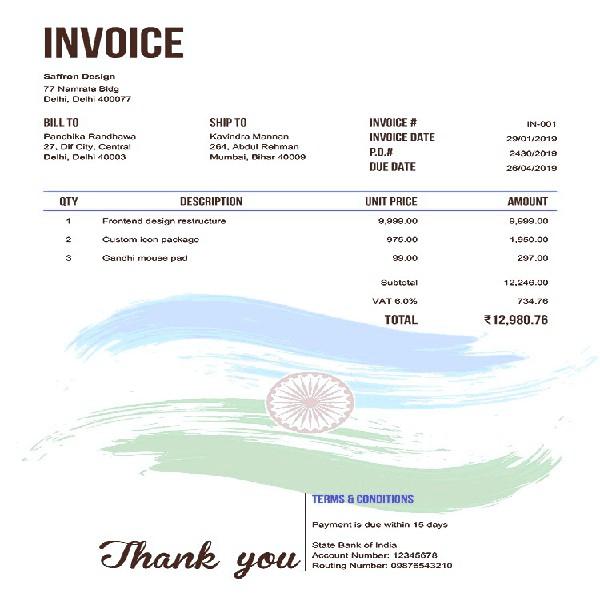 INVOICE
Saffron Design
77 Namrata Bldg
Delhi, Delhi 400077
BILL TO
Panchika Randhawa
27, Dlf City, Central
Delhi, Delhi 40003
SHIP TO
Kavindra Mannan
264, Abdul Rehman
Mumbai, Bihar 40009
INVOICE # IN-001
INVOICE DATE 29/01/2019
P.O.# 2430/2019
DUE DATE 26/04/2019
QTY DESCRIPTION UNIT PRICE AMOUNT
1 Frontend design restructure 9,999.00 9,999.00
2 Custom icon package 975.00 1,950.00
3 Gandhi mouse pad 99.00 297.00
Subtotal 12,246.00
VAT 6.0% 734.76
TOTAL ₹12,980.76
TERMS & CONDITIONS
Payment is due within 15 days
State Bank of India
Account Number: 12345678
Routing Number: 09876543210
Thank you